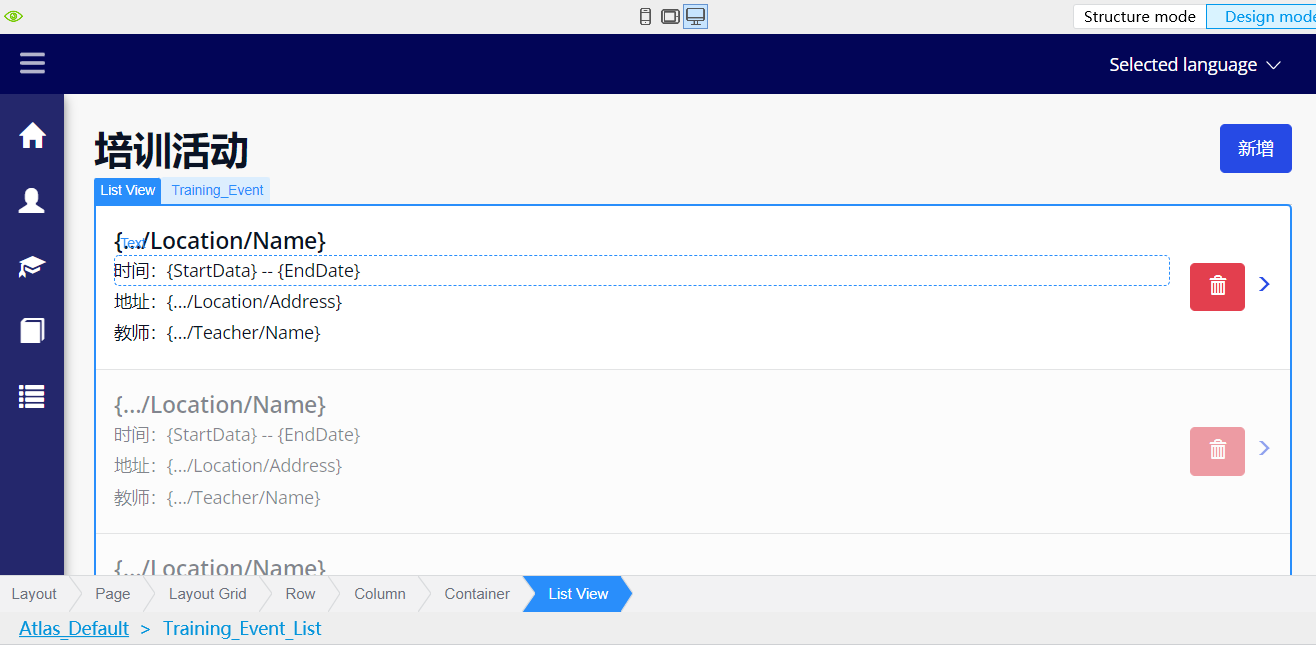 Structure mode
Design mode
Selected language
培训活动
新增
List View
Training_Event
{.../Location/Name}
Text
时间：{StartData} -- {EndDate}
地址：{.../Location/Address}
教师：{.../Teacher/Name}
{.../Location/Name}
时间：{StartData} -- {EndDate}
地址：{.../Location/Address}
教师：{.../Teacher/Name}
{.../Location/Name}
Layout
Page
Layout Grid
Row
Column
Container
List View
Atlas_Default > Training_Event_List